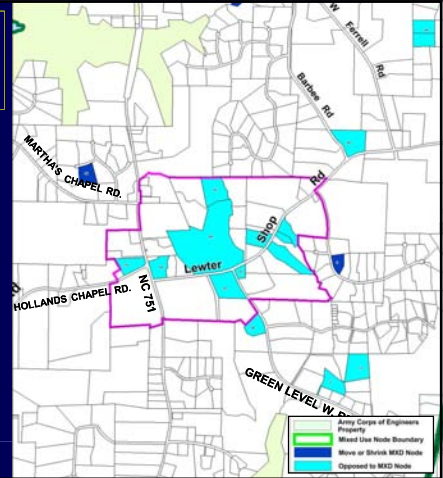 W Ferrell Rd
Barbee Rd
MARTHA'S CHAPEL RD.
Lewter Shop Rd
HOLLANDS CHAPEL RD.
NC 751
GREEN LEVEL W.
Army Corps of Engineers Property
Mixed Use Node Boundary
Move or Shrink MXD Node
Opposed to MXD Node